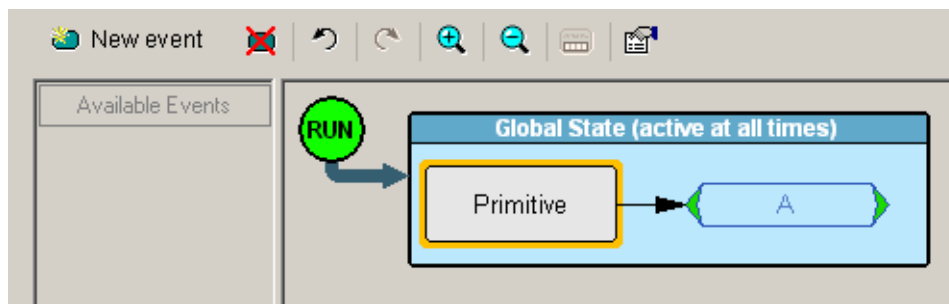 New event
Available Events
RUN
Global State (active at all times)
Primitive
A